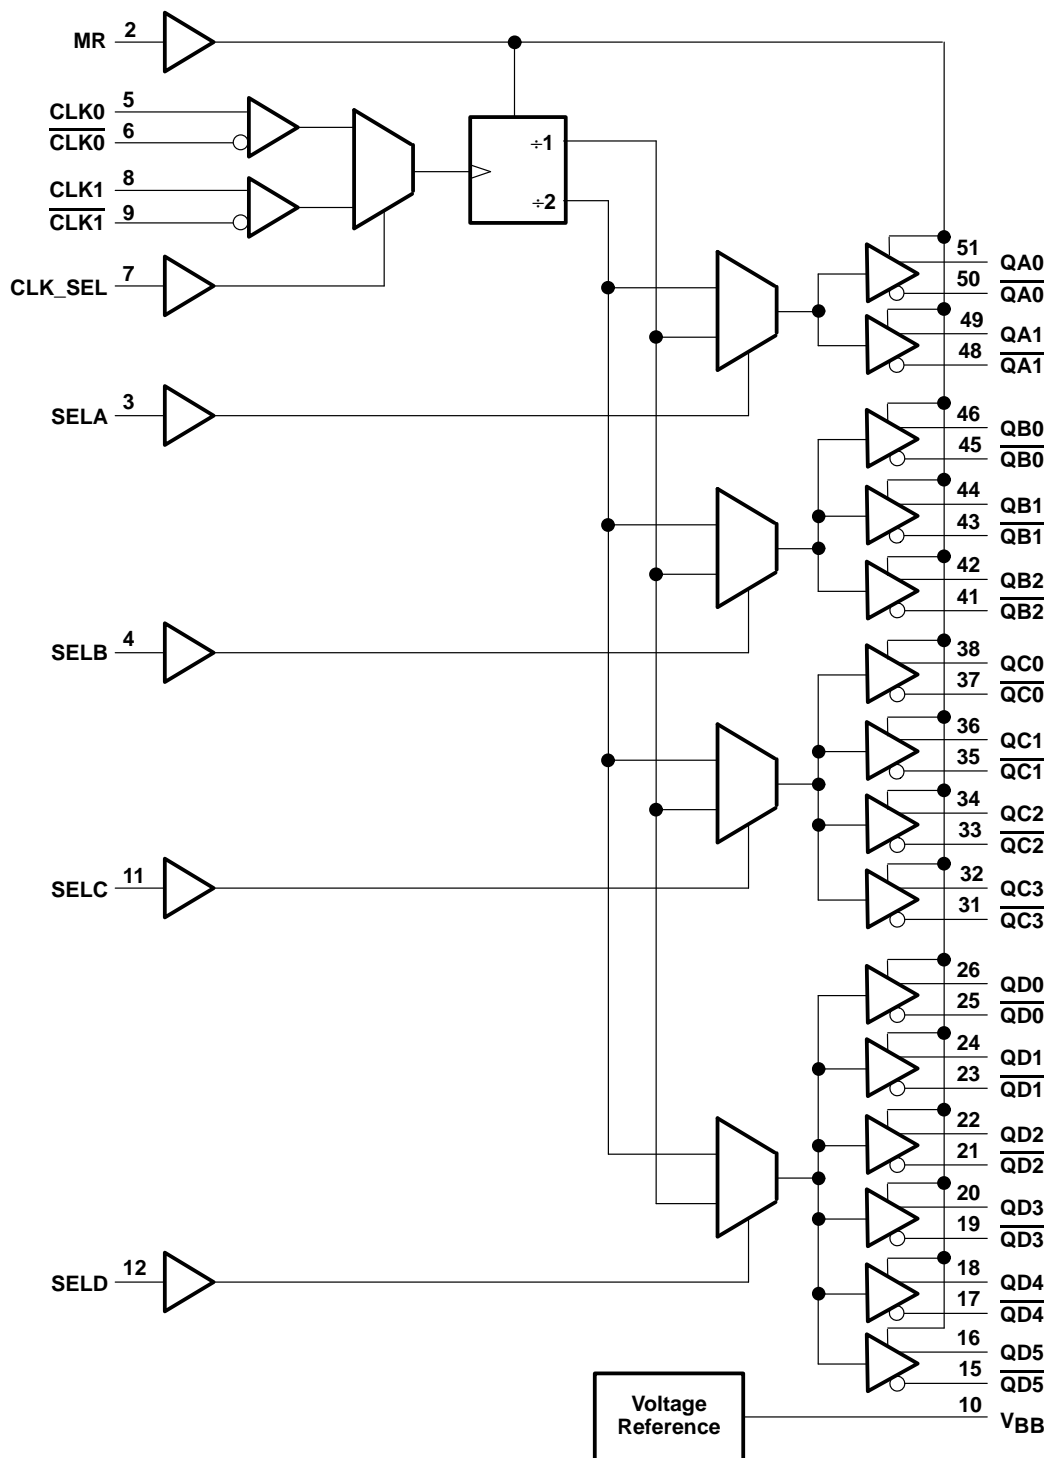 MR 2
CLK0 5
CLK0 6
CLK1 8
CLK1 9
CLK_SEL 7
÷1
÷2
51 QA0
50 QA0
49 QA1
48 QA1
SELA 3
46 QB0
45 QB0
44 QB1
43 QB1
42 QB2
41 QB2
SELB 4
38 QC0
37 QC0
36 QC1
35 QC1
34 QC2
33 QC2
SELC 11
32 QC3
31 QC3
26 QD0
25 QD0
24 QD1
23 QD1
22 QD2
21 QD2
20 QD3
19 QD3
SELD 12
18 QD4
17 QD4
16 QD5
15 QD5
Voltage
Reference
10 VBB